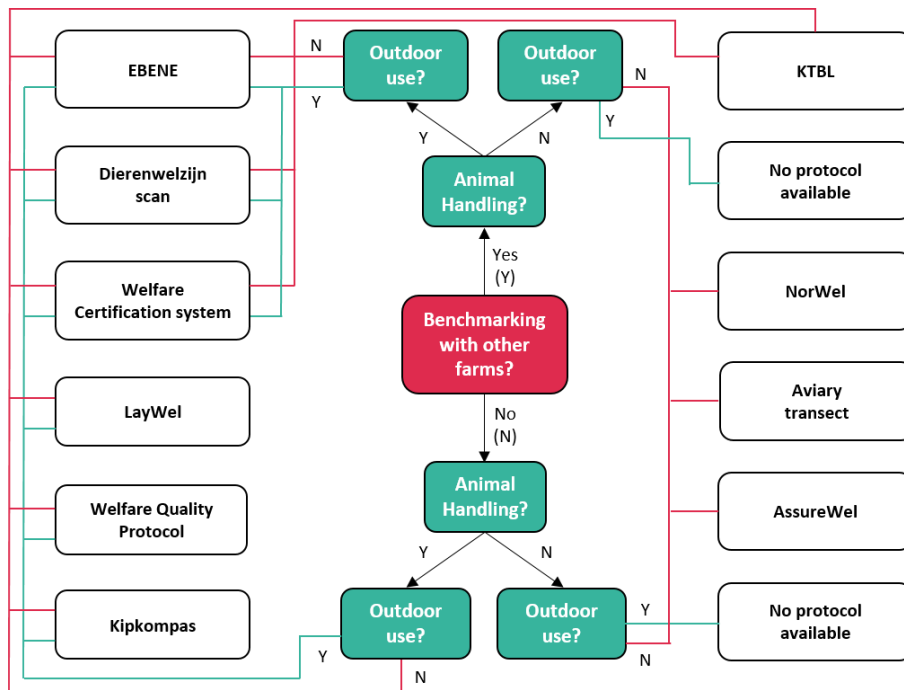 EBENE
N
Y
Outdoor
use?
Outdoor
use?
N
Y
KTBL
Dierenwelzijn
scan
Y
N
Animal
Handling?
No protocol
available
Welfare
Certification system
Yes
(Y)
Benchmarking
with other
farms?
NorWel
LayWel
No
(N)
Aviary
transect
Welfare Quality
Protocol
Animal
Handling?
AssureWel
Y
N
Kipkompas
Y
Outdoor
use?
N
Outdoor
use?
Y
N
No protocol
available